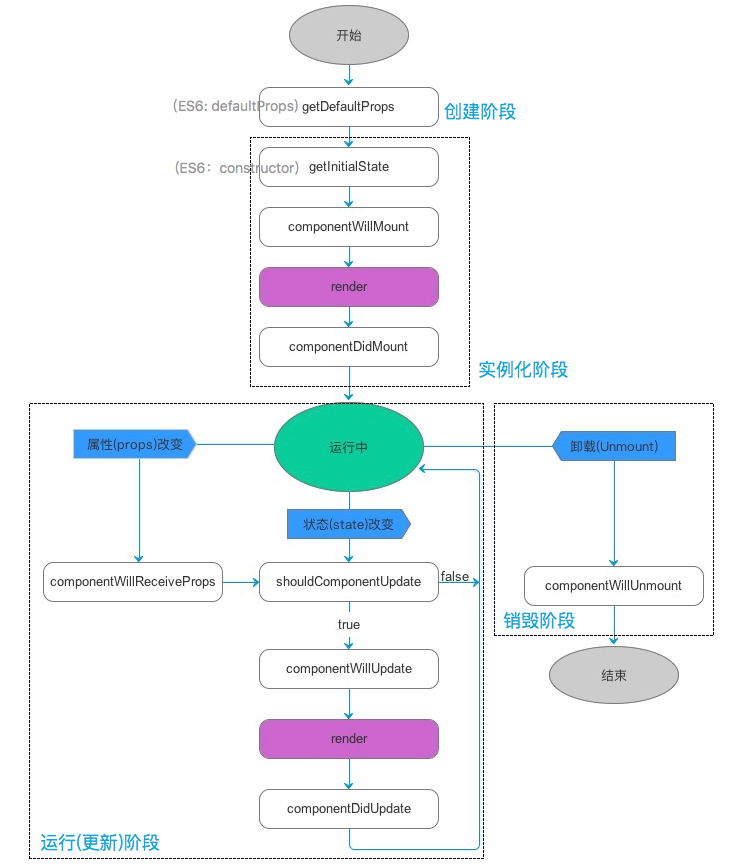 开始
(ES6: defaultProps)
getDefaultProps
创建阶段
(ES6：constructor)
getInitialState
componentWillMount
render
componentDidMount
实例化阶段
属性(props)改变
运行中
卸载(Unmount)
状态(state)改变
componentWillReceiveProps
shouldComponentUpdate
false
componentWillUnmount
true
销毁阶段
componentWillUpdate
结束
render
componentDidUpdate
运行(更新)阶段